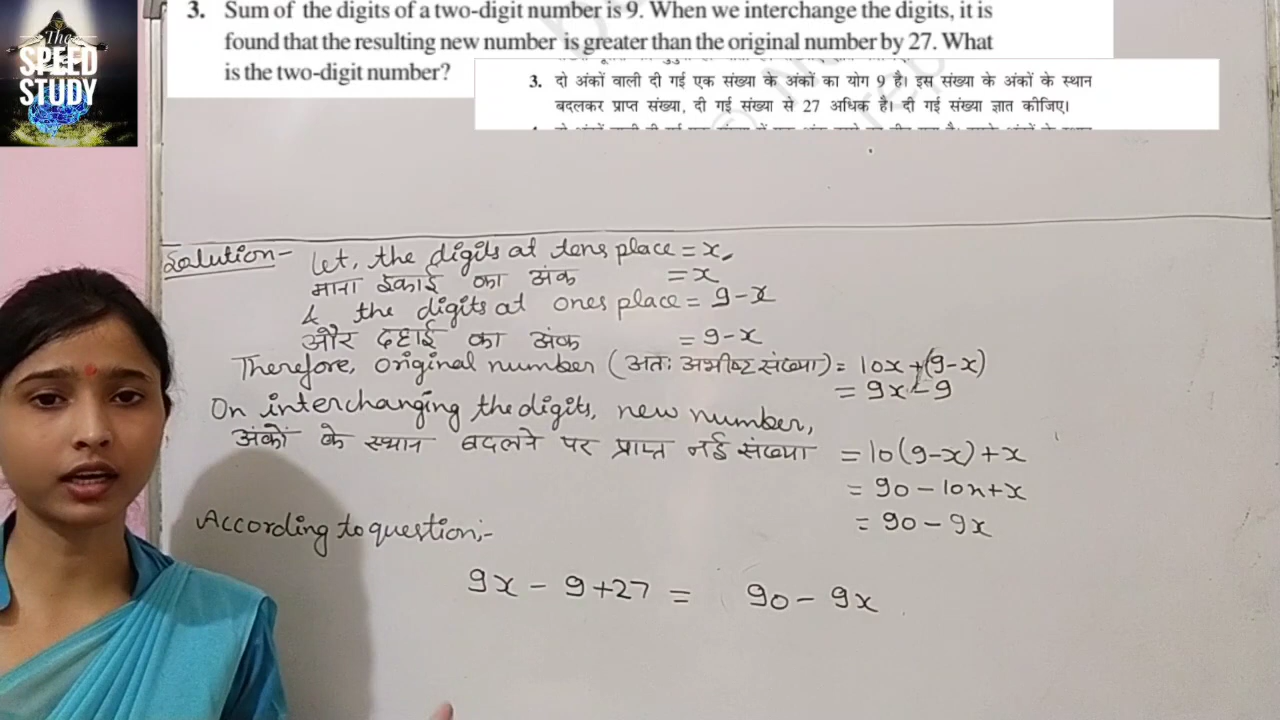 The
SPEED
STUDY
3. Sum of the digits of a two-digit number is 9. When we interchange the digits, it is
found that the resulting new number is greater than the original number by 27. What
is the two-digit number?
3. दो अंकों वाली दी गई एक संख्या के अंकों का योग 9 है। इस संख्या के अंकों के स्थान
बदलकर प्राप्त संख्या, दी गई संख्या से 27 अधिक है। दी गई संख्या ज्ञात कीजिए।
Solution- Let, the digits at tens place = x,
माना ईकाई का अंक = x
& the digits at ones place = 9-x
और दहाई का अंक = 9-x
Therefore, original number (अतः अभीष्ट संख्या) = 10x+(9-x)
= 9x-9
On interchanging the digits, new number,
अंकों के स्थान बदलने पर प्राप्त नई संख्या = 10(9-x)+x
= 90-10x+x
= 90-9x
According to question;-
9x - 9+27 = 90-9x